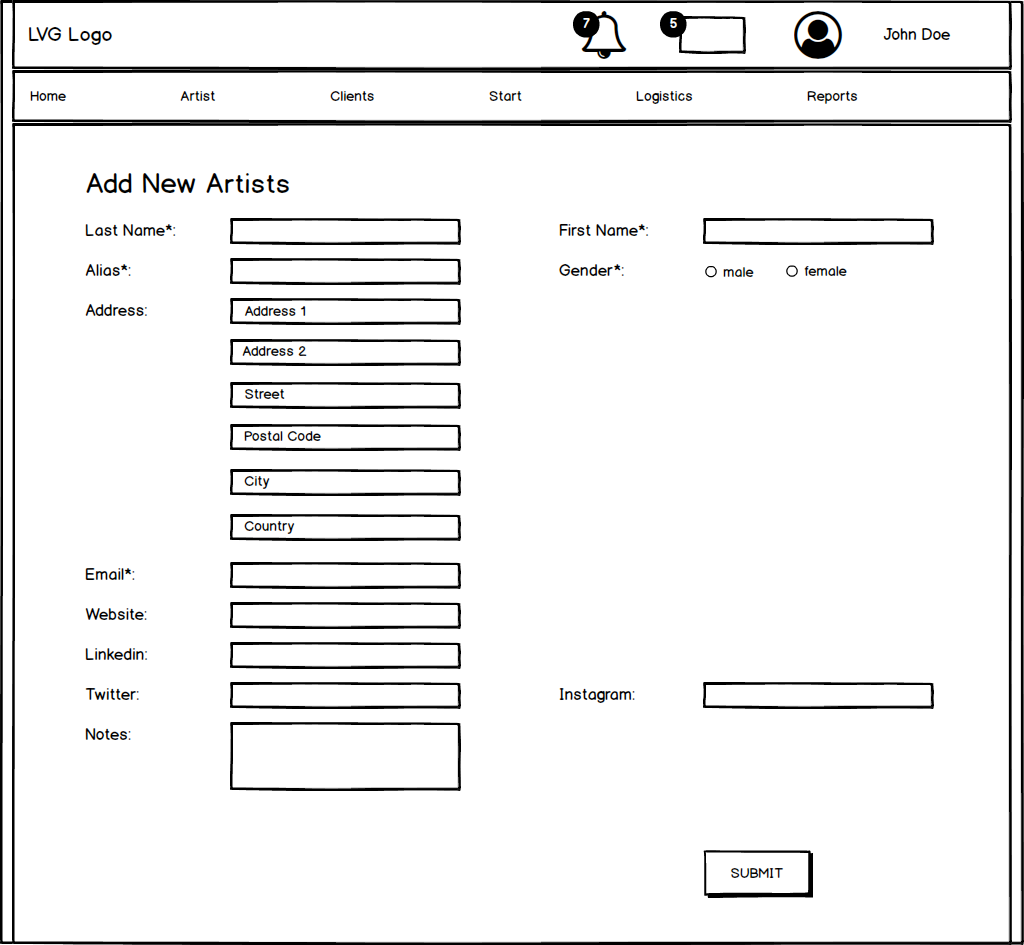 LVG Logo 7 5 John Doe
Home Artist Clients Start Logistics Reports
Add New Artists
Last Name*: First Name*:
Alias*: Gender*: male female
Address: Address 1
Address 2
Street
Postal Code
City
Country
Email*:
Website:
Linkedin:
Twitter: Instagram:
Notes:
SUBMIT